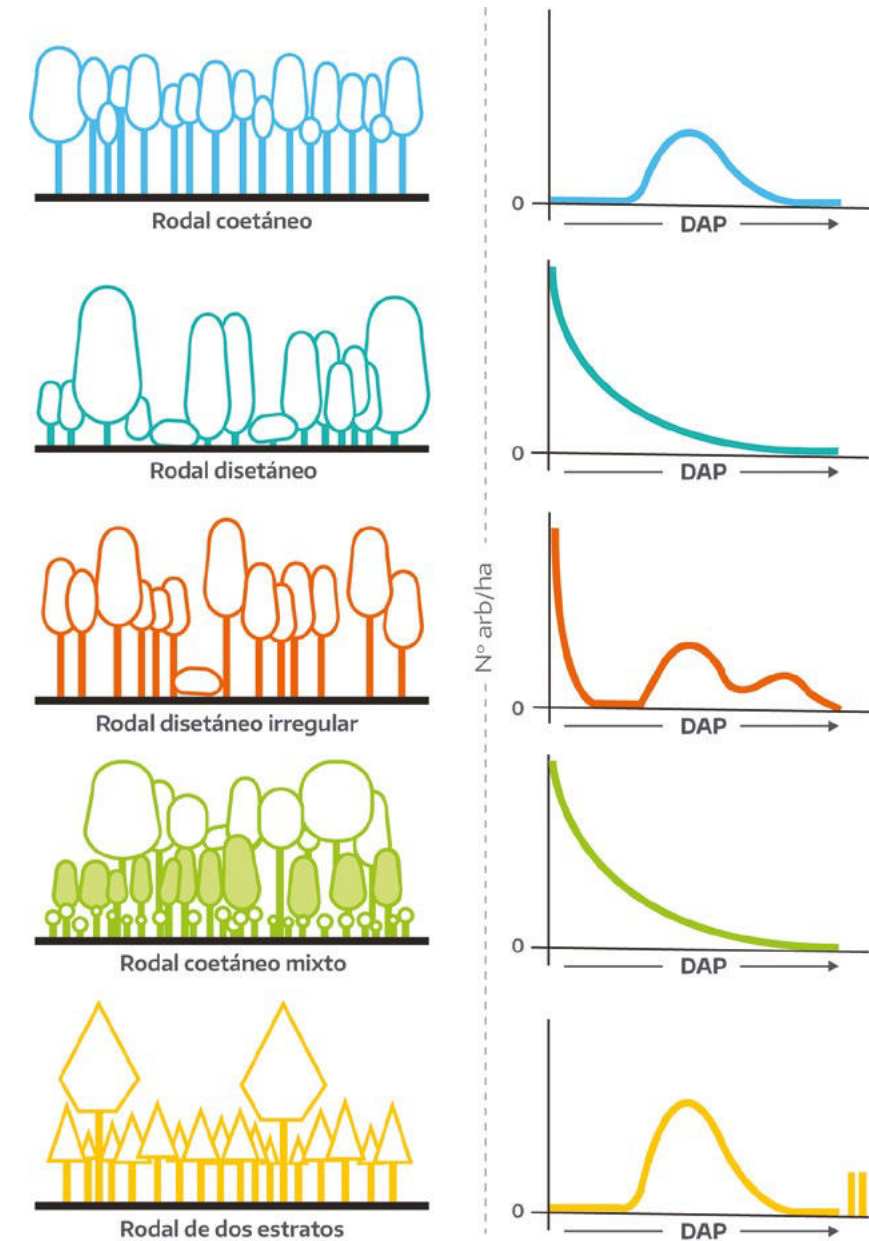 0
DAP
Rodal coetáneo
0
DAP
Rodal disetáneo
Nº arb/ha
0
DAP
Rodal disetáneo irregular
0
DAP
Rodal coetáneo mixto
0
DAP
Rodal de dos estratos